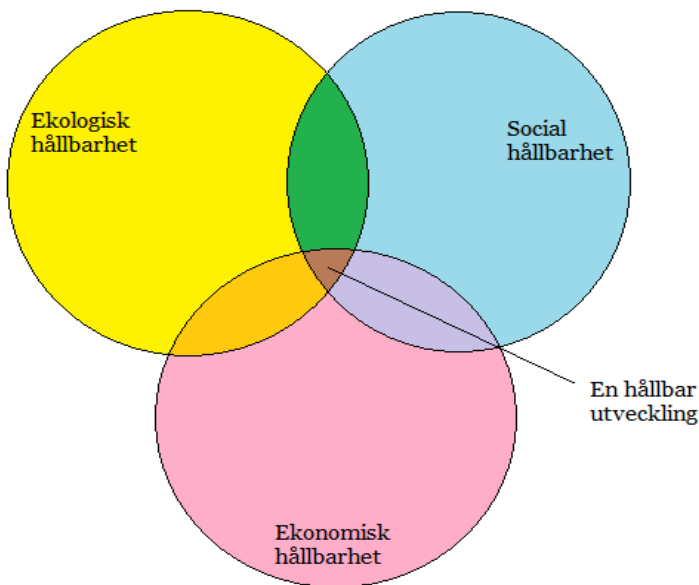 Ekologisk
hållbarhet
Social
hållbarhet
En hållbar
utveckling
Ekonomisk
hållbarhet